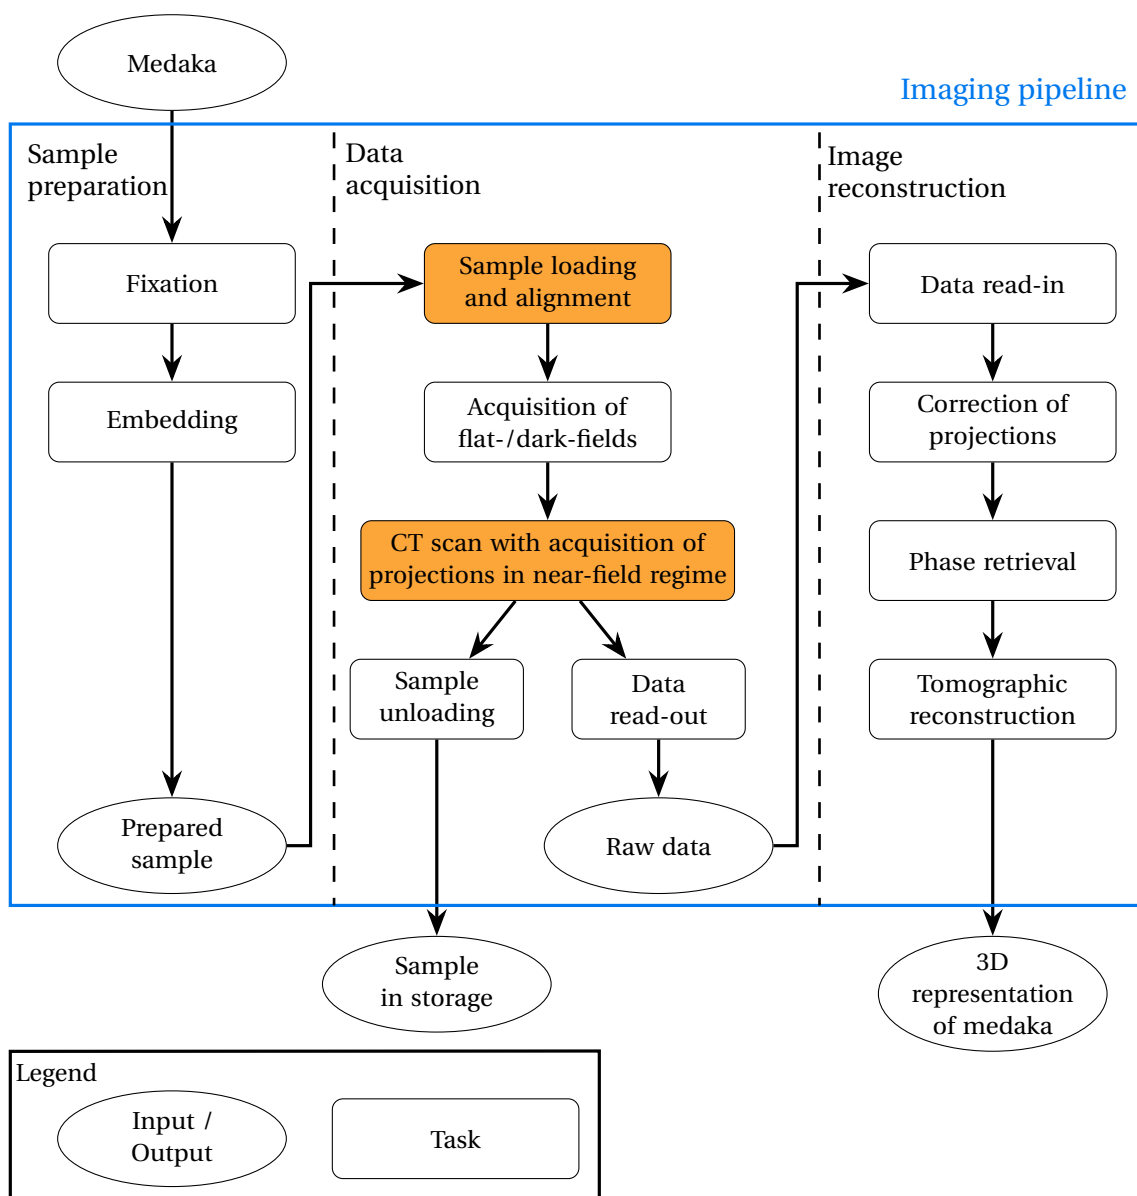 Medaka
Imaging pipeline
Sample
preparation
Fixation
Embedding
Prepared
sample
Data
acquisition
Sample loading
and alignment
Acquisition of
flat-/dark-fields
CT scan with acquisition of
projections in near-field regime
Sample
unloading
Data
read-out
Raw data
Sample
in storage
Image
reconstruction
Data read-in
Correction of
projections
Phase retrieval
Tomographic
reconstruction
3D
representation
of medaka
Legend
Input /
Output
Task